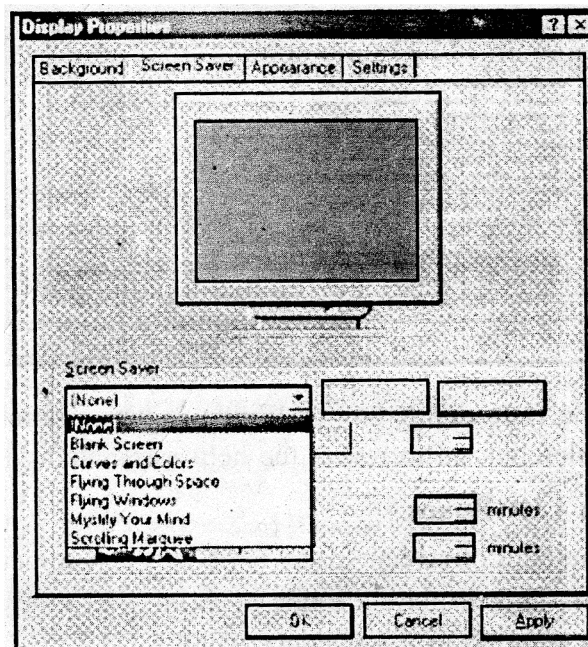 Display Properties
Background Screen Saver Appearance Settings
Screen Saver
(None)
(None)
Blank Screen
Curves and Colors
Flying Through Space
Flying Windows
Mystify Your Mind
Scrolling Marquee
minutes
minutes
OK Cancel Apply